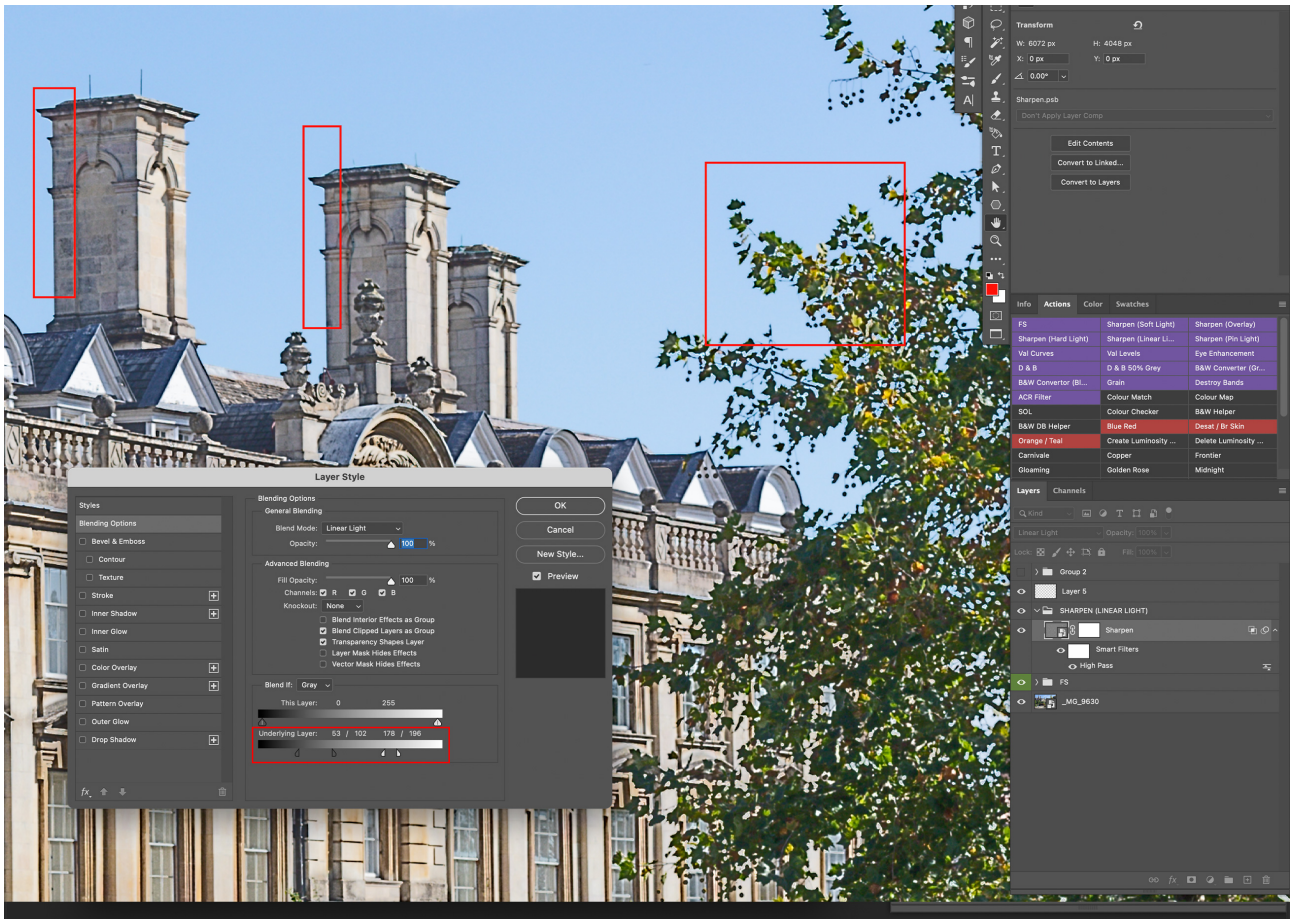 Transform
W: 6072 px H: 4048 px
X: 0 px Y: 0 px
0.00°
Sharpen.psb
Don't Apply Layer Comp
Edit Contents
Convert to Linked...
Convert to Layers
Info Actions Color Swatches
FS Sharpen (Soft Light) Sharpen (Overlay)
Sharpen (Hard Light) Sharpen (Linear Li... Sharpen (Pin Light)
Val Curves Val Levels Eye Enhancement
D & B D & B 50% Grey B&W Converter (Gr...
B&W Convertor (Bl... Grain Destroy Bands
ACR Filter Colour Match Colour Map
SOL Colour Checker B&W Helper
B&W DB Helper Blue Red Desat / Br Skin
Orange / Teal Create Luminosity ... Delete Luminosity ...
Carnivale Copper Frontier
Gloaming Golden Rose Midnight
Layers Channels
Kind
Linear Light Opacity: 100%
Lock: Fill: 100%
Group 2
Layer 5
SHARPEN (LINEAR LIGHT)
Sharpen
Smart Filters
High Pass
FS
_MG_9630
Layer Style
Styles
Blending Options
Bevel & Emboss
Contour
Texture
Stroke
Inner Shadow
Inner Glow
Satin
Color Overlay
Gradient Overlay
Pattern Overlay
Outer Glow
Drop Shadow
fx
Blending Options
General Blending
Blend Mode: Linear Light
Opacity: 100 %
Advanced Blending
Fill Opacity: 100 %
Channels: R G B
Knockout: None
Blend Interior Effects as Group
Blend Clipped Layers as Group
Transparency Shapes Layer
Layer Mask Hides Effects
Vector Mask Hides Effects
Blend If: Gray
This Layer: 0 255
Underlying Layer: 53 / 102 178 / 196
OK
Cancel
New Style...
Preview
fx